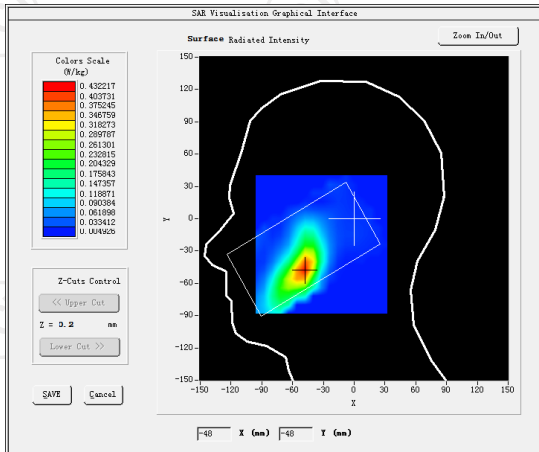 SAR Visualisation Graphical Interface
Surface Radiated Intensity
Zoom In/Out
Colors Scale
(W/kg)
0.432217
0.403731
0.375245
0.346759
0.318273
0.289787
0.261301
0.232815
0.204329
0.175843
0.147357
0.118871
0.090384
0.061898
0.033412
0.004926
Z-Cuts Control
<< Upper Cut
Z = 0.2 mm
Lower Cut >>
SAVE
Cancel
150
120
90
60
30
0
-30
-60
-90
-120
-150
Y
-150 -120 -90 -60 -30 0 30 60 90 120 150
X
-48 X (mm) -48 Y (mm)